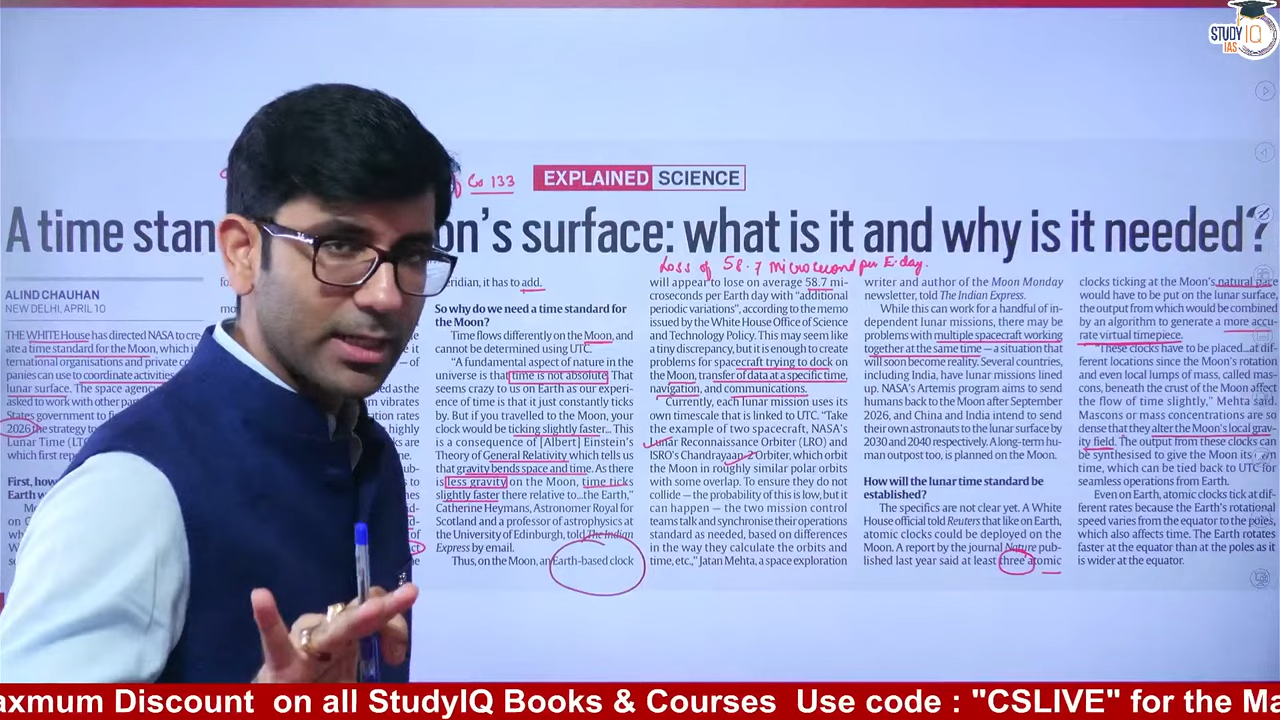 STUDY IQ
IAS
Cs 133
EXPLAINED SCIENCE
A time stan on's surface: what is it and why is it needed?
Loss of 58.7 microsecond per E.day.
ALIND CHAUHAN
NEW DELHI, APRIL 10
THE WHITE House has directed NASA to cre
ate a time standard for the Moon, which
ternational organisations and private co
panies can use to coordinate activities
lunar surface. The space agency
asked to work with other par
States government to fi
2026 the strategy to
Lunar Time (LT
which first rep
First, how
Earth w
eridian, it has to add.
So why do we need a time standard for
the Moon?
Time flows differently on the Moon, and
cannot be determined using UTC.
"A fundamental aspect of nature in the
universe is that time is not absolute. That
seems crazy to us on Earth as our experi-
ence of time is that it just constantly ticks
by. But if you travelled to the Moon, your
clock would be ticking slightly faster... This
is a consequence of [Albert] Einstein's
Theory of General Relativity which tells us
that gravity bends space and time. As there
is less gravity on the Moon, time ticks
slightly faster there relative to...the Earth,"
Catherine Heymans, Astronomer Royal for
Scotland and a professor of astrophysics at
the University of Edinburgh, told The Indian
Express by email.
Thus, on the Moon, an Earth-based clock
will appear to lose on average 58.7 mi-
croseconds per Earth day with "additional
periodic variations", according to the memo
issued by the White House Office of Science
and Technology Policy. This may seem like
a tiny discrepancy, but it is enough to create
problems for spacecraft trying to dock on
the Moon, transfer of data at a specific time,
navigation, and communications.
Currently, each lunar mission uses its
own timescale that is linked to UTC. "Take
the example of two spacecraft, NASA's
Lunar Reconnaissance Orbiter (LRO) and
ISRO's Chandrayaan-2 Orbiter, which orbit
the Moon in roughly similar polar orbits
with some overlap. To ensure they do not
collide — the probability of this is low, but it
can happen — the two mission control
teams talk and synchronise their operations
standard as needed, based on differences
in the way they calculate the orbits and
time, etc.," Jatan Mehta, a space exploration
writer and author of the Moon Monday
newsletter, told The Indian Express.
While this can work for a handful of in-
dependent lunar missions, there may be
problems with multiple spacecraft working
together at the same time — a situation that
will soon become reality. Several countries,
including India, have lunar missions lined
up. NASA's Artemis program aims to send
humans back to the Moon after September
2026, and China and India intend to send
their own astronauts to the lunar surface by
2030 and 2040 respectively. A long-term hu-
man outpost too, is planned on the Moon.
How will the lunar time standard be
established?
The specifics are not clear yet. A White
House official told Reuters that like on Earth,
atomic clocks could be deployed on the
Moon. A report by the journal Nature pub-
lished last year said at least three atomic
clocks ticking at the Moon's natural pace
would have to be put on the lunar surface,
the output from which would be combined
by an algorithm to generate a more accu-
rate virtual timepiece.
"These clocks have to be placed...at dif-
ferent locations since the Moon's rotation
and even local lumps of mass, called mas-
cons, beneath the crust of the Moon affect
the flow of time slightly," Mehta said.
Mascons or mass concentrations are so
dense that they alter the Moon's local grav-
ity field. The output from these clocks can
be synthesised to give the Moon its own
time, which can be tied back to UTC for
seamless operations from Earth.
Even on Earth, atomic clocks tick at dif-
ferent rates because the Earth's rotational
speed varies from the equator to the poles,
which also affects time. The Earth rotates
faster at the equator than at the poles as it
is wider at the equator.
axmum Discount on all StudyIQ Books & Courses Use code : "CSLIVE" for the Ma